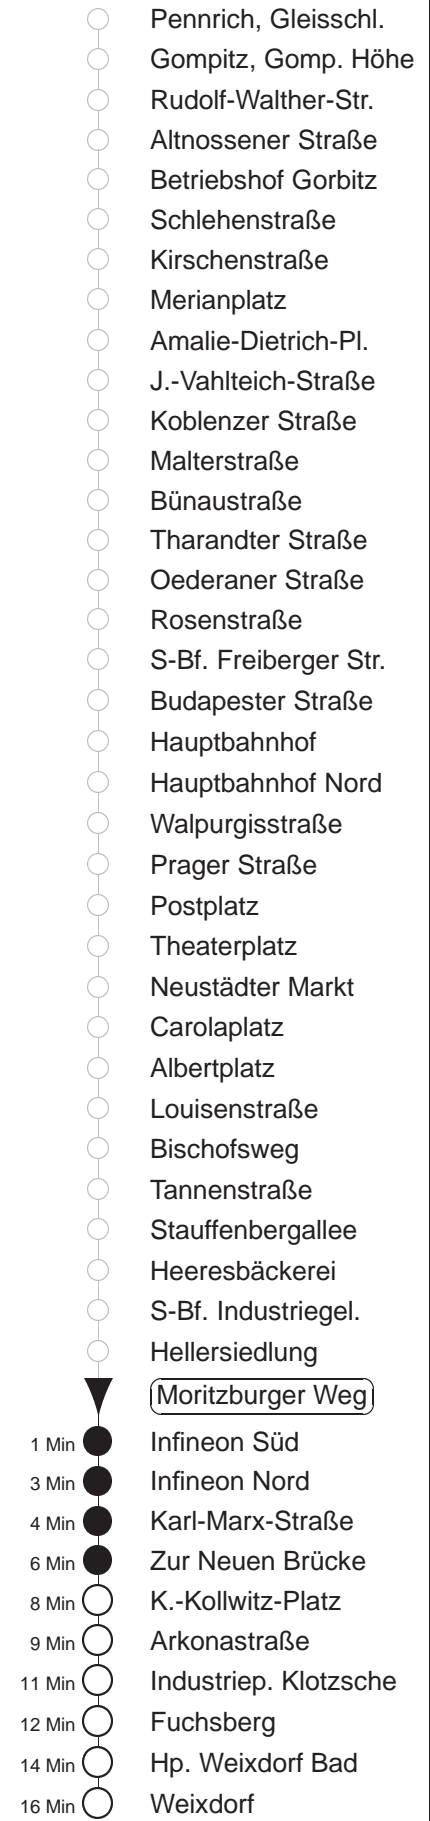 Pennrich, Gleisschl.
Gompitz, Gomp. Höhe
Rudolf-Walther-Str.
Altnossener Straße
Betriebshof Gorbitz
Schlehenstraße
Kirschenstraße
Merianplatz
Amalie-Dietrich-Pl.
J.-Vahlteich-Straße
Koblenzer Straße
Malterstraße
Bünaustraße
Tharandter Straße
Oederaner Straße
Rosenstraße
S-Bf. Freiberger Str.
Budapester Straße
Hauptbahnhof
Hauptbahnhof Nord
Walpurgisstraße
Prager Straße
Postplatz
Theaterplatz
Neustädter Markt
Carolaplatz
Albertplatz
Louisenstraße
Bischofsweg
Tannenstraße
Stauffenbergallee
Heeresbäckerei
S-Bf. Industriegel.
Hellersiedlung
Moritzburger Weg
1 Min Infineon Süd
3 Min Infineon Nord
4 Min Karl-Marx-Straße
6 Min Zur Neuen Brücke
8 Min K.-Kollwitz-Platz
9 Min Arkonastraße
11 Min Industriep. Klotzsche
12 Min Fuchsberg
14 Min Hp. Weixdorf Bad
16 Min Weixdorf